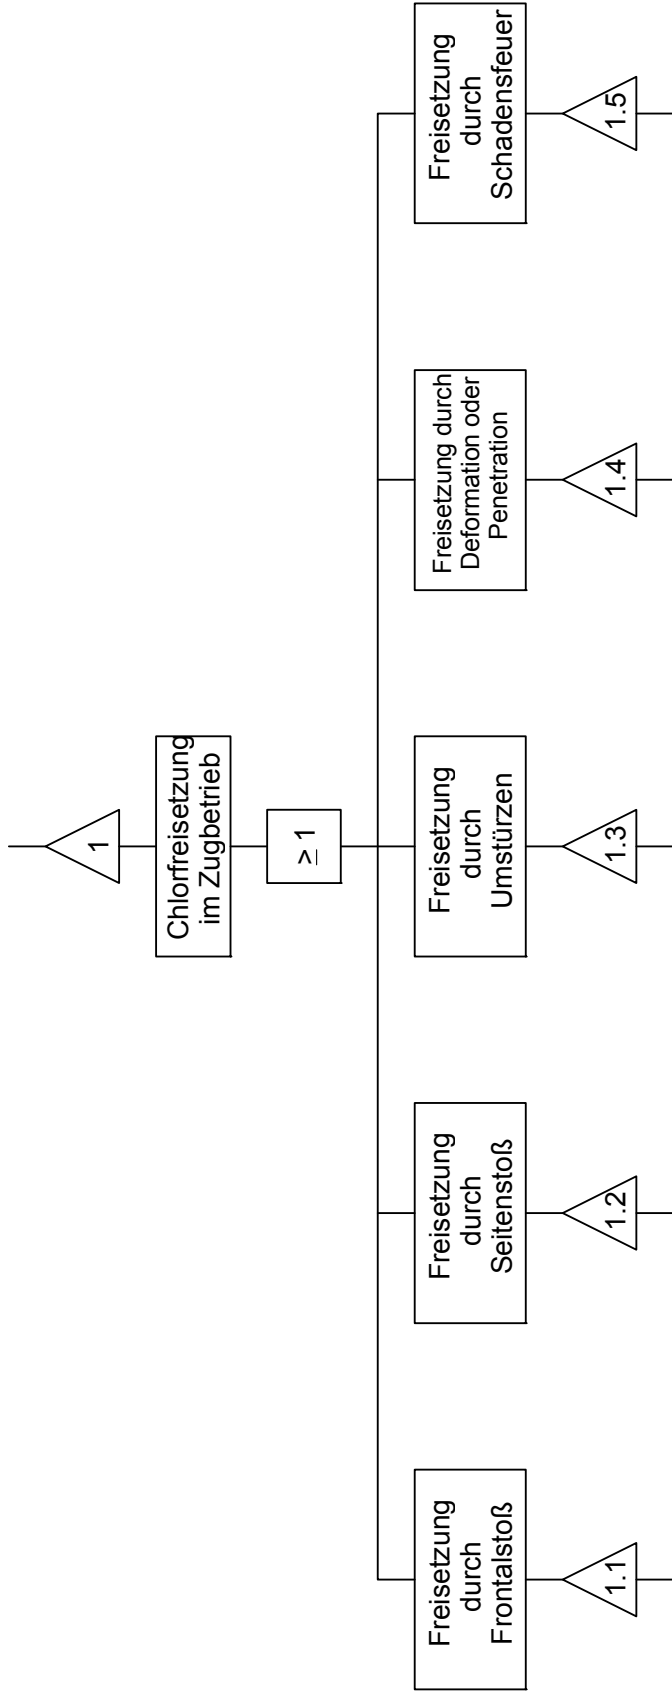 1
Chlorfreisetzung
im Zugbetrieb
≥1
Freisetzung
durch
Frontalstoß
1.1
Freisetzung
durch
Seitenstoß
1.2
Freisetzung
durch
Umstürzen
1.3
Freisetzung durch
Deformation oder
Penetration
1.4
Freisetzung
durch
Schadensfeuer
1.5